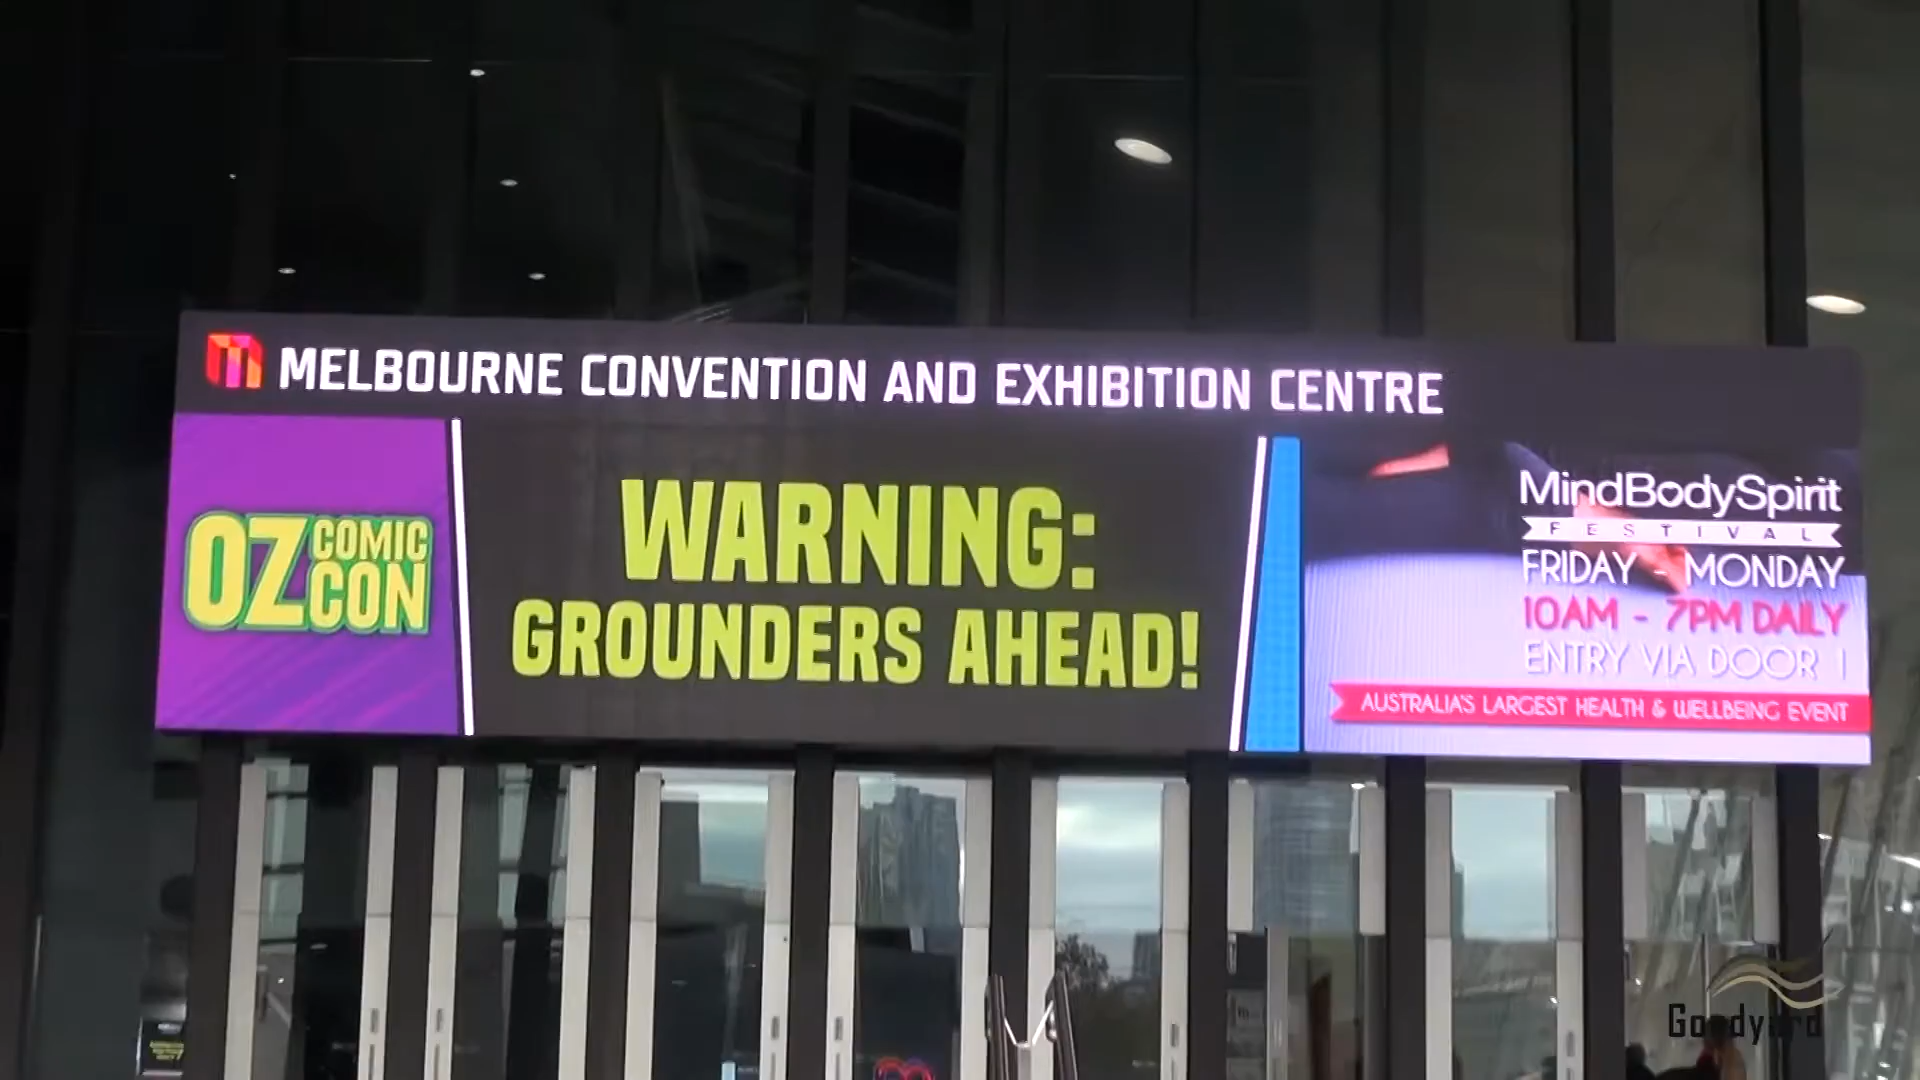 MELBOURNE CONVENTION AND EXHIBITION CENTRE
OZ COMIC CON
WARNING:
GROUNDERS AHEAD!
MindBodySpirit
FESTIVAL
FRIDAY - MONDAY
10AM - 7PM DAILY
ENTRY VIA DOOR 1
AUSTRALIA'S LARGEST HEALTH & WELLBEING EVENT
Goodyard